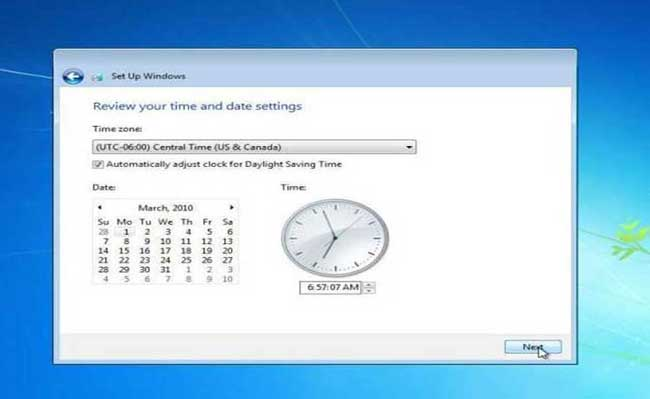 Set Up Windows
Review your time and date settings
Time zone:
(UTC-06:00) Central Time (US & Canada)
Automatically adjust clock for Daylight Saving Time
Date: Time:
March, 2010
Su Mo Tu We Th Fr Sa
28 1 2 3 4 5 6
7 8 9 10 11 12 13
14 15 16 17 18 19 20
21 22 23 24 25 26 27
28 29 30 31 1 2 3
4 5 6 7 8 9 10
6:57:07 AM
Next